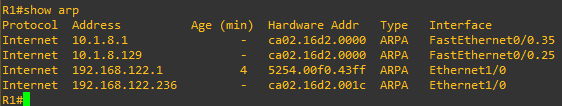 R1#show arp
Protocol  Address          Age (min)  Hardware Addr   Type   Interface
Internet  10.1.8.1                -   ca02.16d2.0000  ARPA   FastEthernet0/0.35
Internet  10.1.8.129              -   ca02.16d2.0000  ARPA   FastEthernet0/0.25
Internet  192.168.122.1           4   5254.00f0.43ff  ARPA   Ethernet1/0
Internet  192.168.122.236         -   ca02.16d2.001c  ARPA   Ethernet1/0
R1#